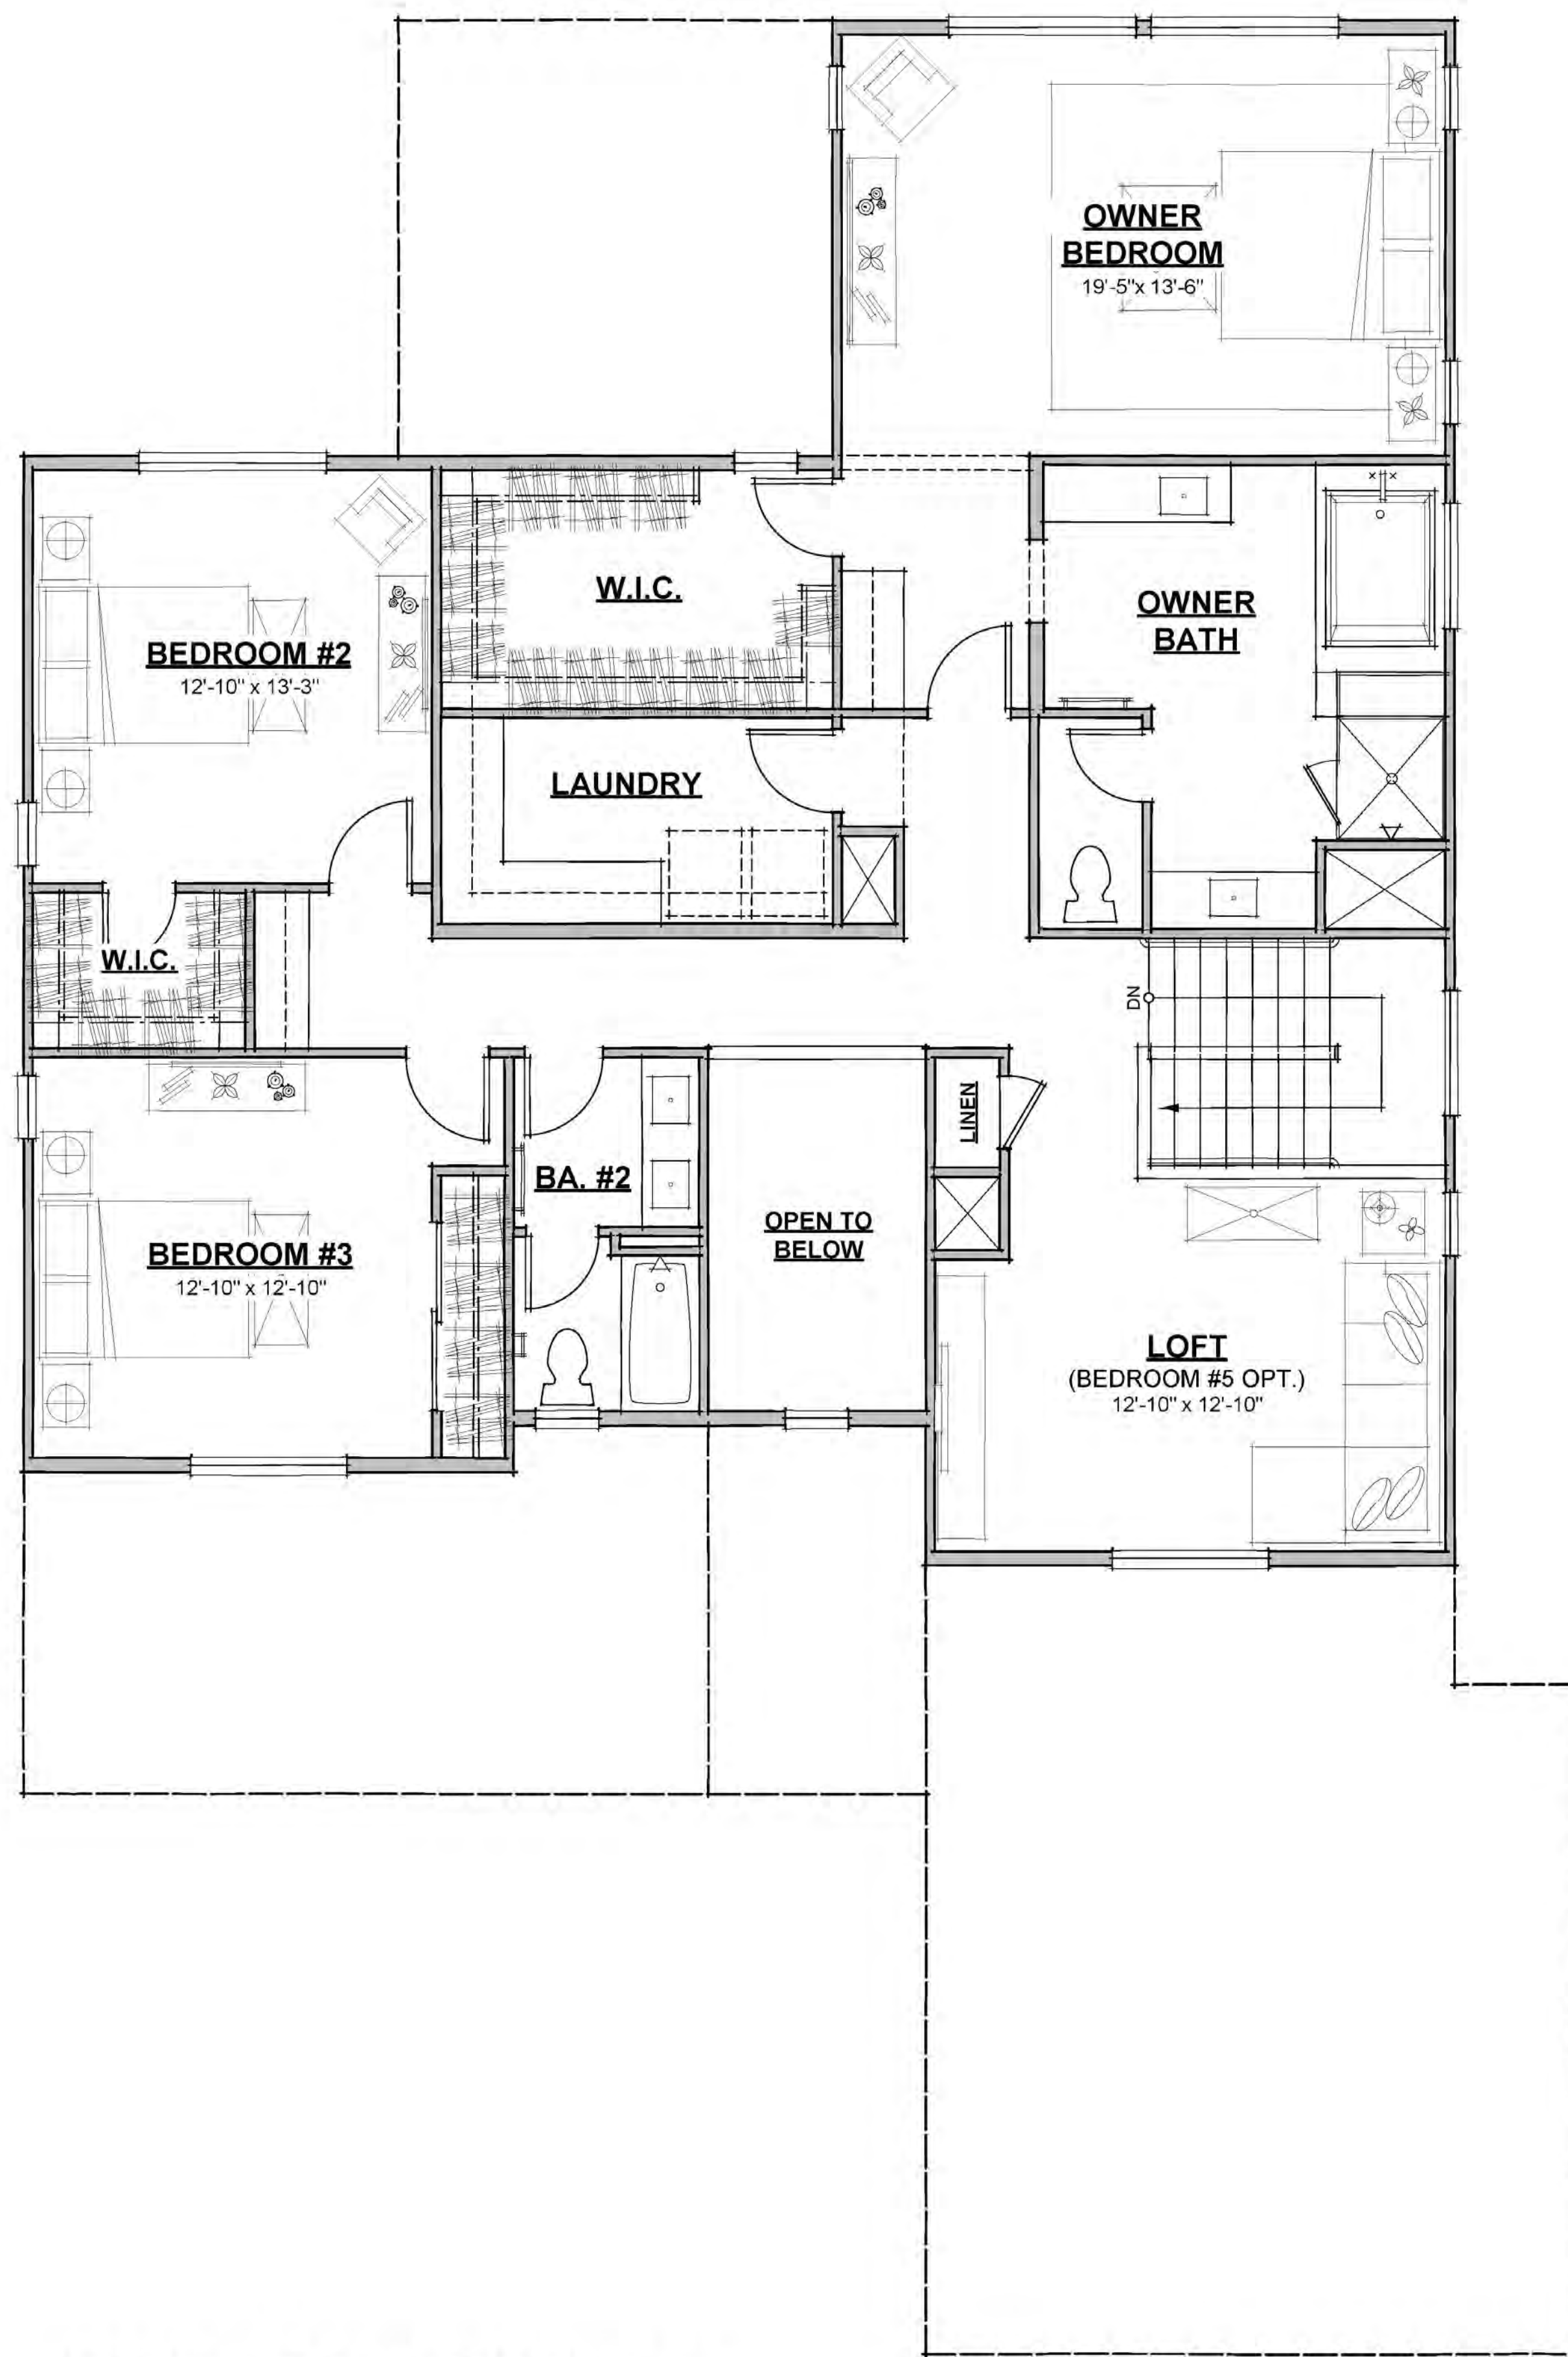 OWNER
BEDROOM
19'-5"x 13'-6"
W.I.C.
OWNER
BATH
BEDROOM #2
12'-10" x 13'-3"
LAUNDRY
W.I.C.
DN
LINEN
BA. #2
OPEN TO
BELOW
BEDROOM #3
12'-10" x 12'-10"
LOFT
(BEDROOM #5 OPT.)
12'-10" x 12'-10"